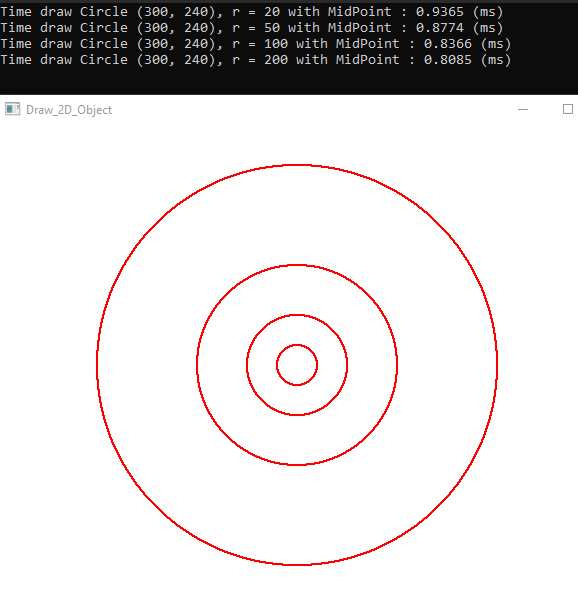 Time draw Circle (300, 240), r = 20 with MidPoint : 0.9365 (ms)
Time draw Circle (300, 240), r = 50 with MidPoint : 0.8774 (ms)
Time draw Circle (300, 240), r = 100 with MidPoint : 0.8366 (ms)
Time draw Circle (300, 240), r = 200 with MidPoint : 0.8085 (ms)
Draw_2D_Object